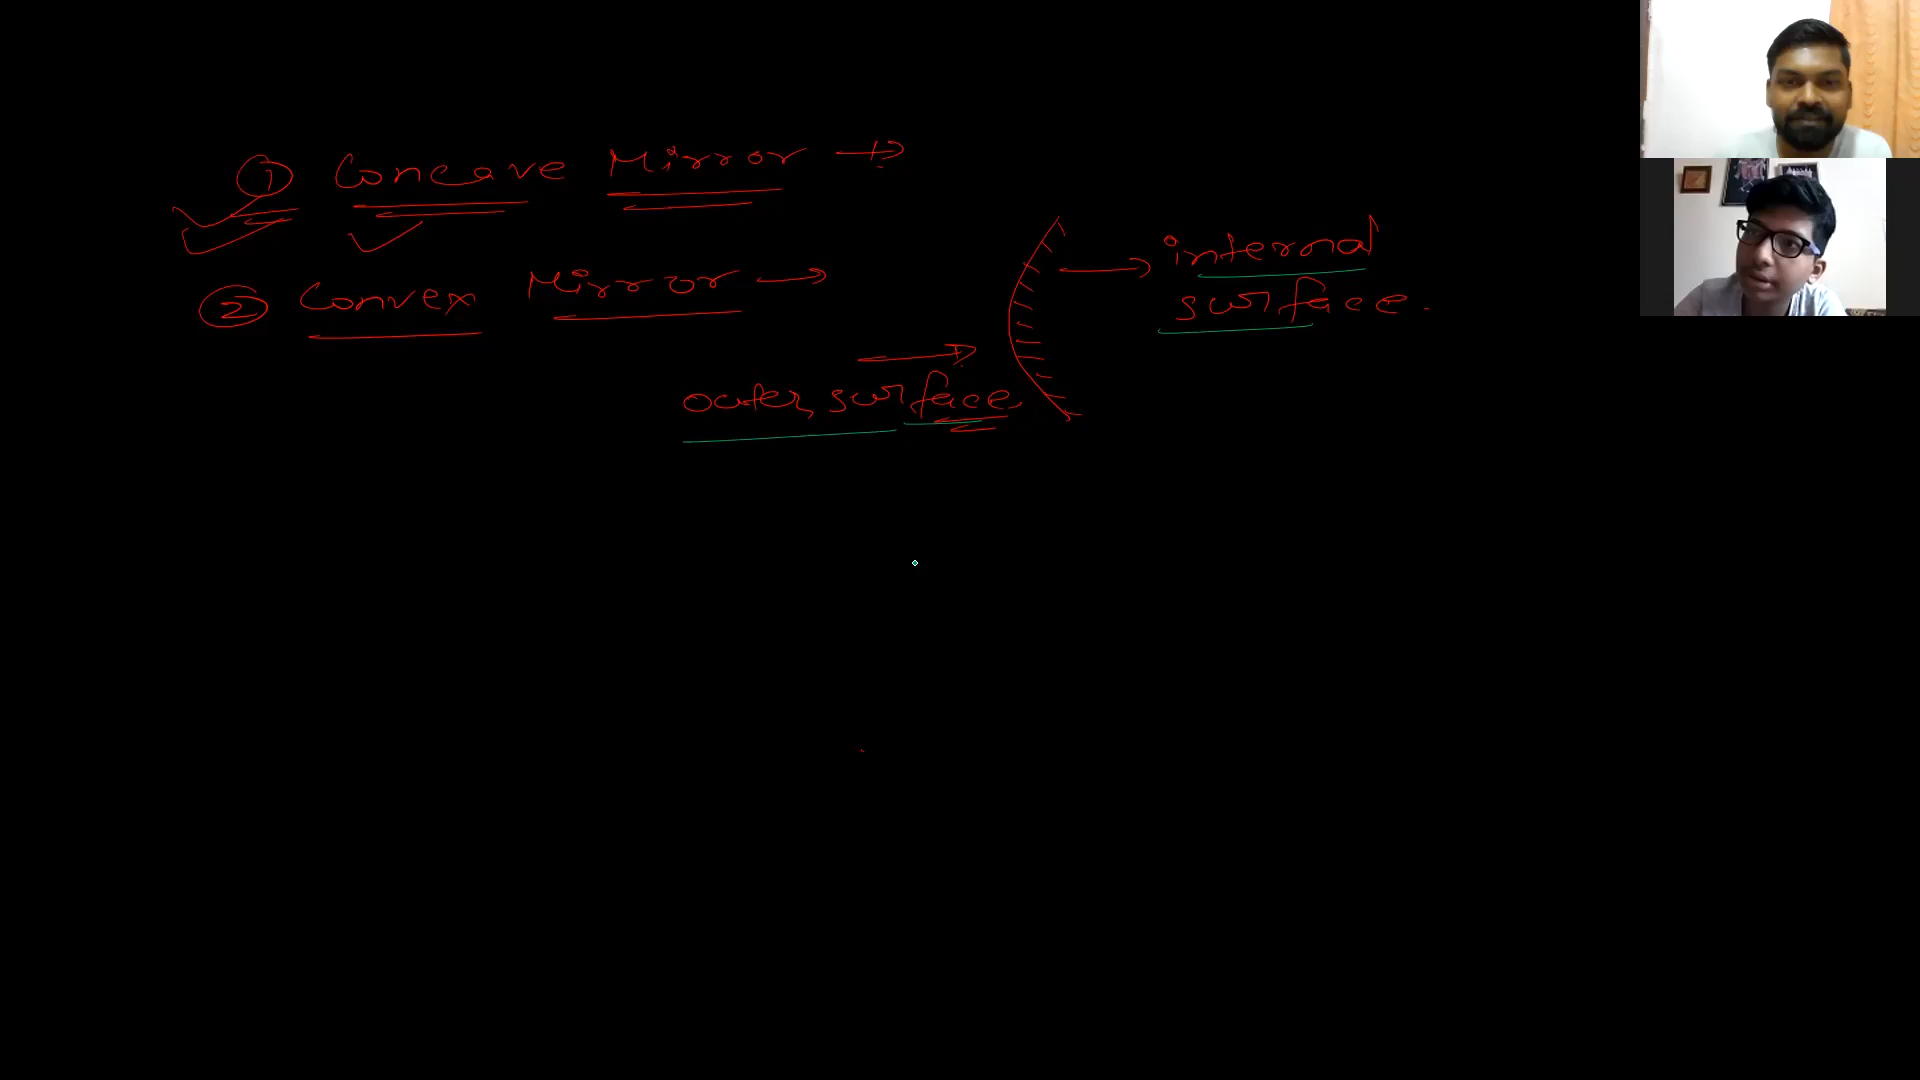 ① Concave Mirror →
② Convex Mirror →
internal
surface.
outer surface